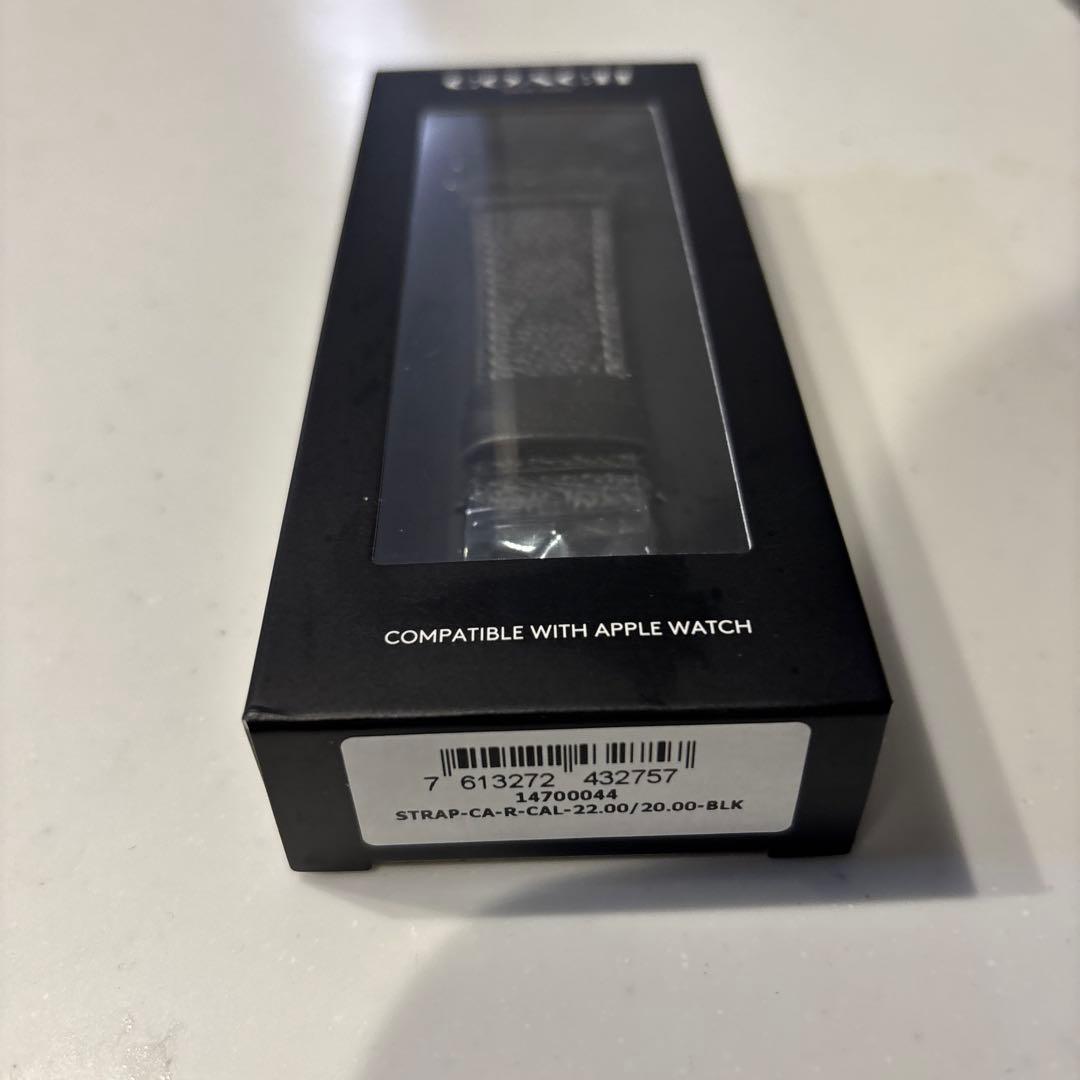 COMPATIBLE WITH APPLE WATCH
7 613272 432757
14700044
STRAP-CA-R-CAL-22.00/20.00-BLK